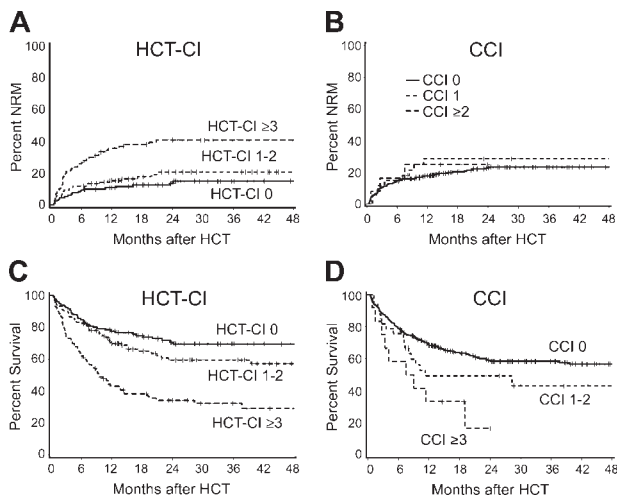 A
HCT-CI
Percent NRM
100
80
60
40
20
0
HCT-CI ≥3
HCT-CI 1-2
HCT-CI 0
0 6 12 18 24 30 36 42 48
Months after HCT
B
CCI
Percent NRM
100
80
60
40
20
0
CCI 0
CCI 1
CCI ≥2
0 6 12 18 24 30 36 42 48
Months after HCT
C
HCT-CI
Percent Survival
100
80
60
40
20
0
HCT-CI 0
HCT-CI 1-2
HCT-CI ≥3
0 6 12 18 24 30 36 42 48
Months after HCT
D
CCI
Percent Survival
100
80
60
40
20
0
CCI 0
CCI 1-2
CCI ≥3
0 6 12 18 24 30 36 42 48
Months after HCT